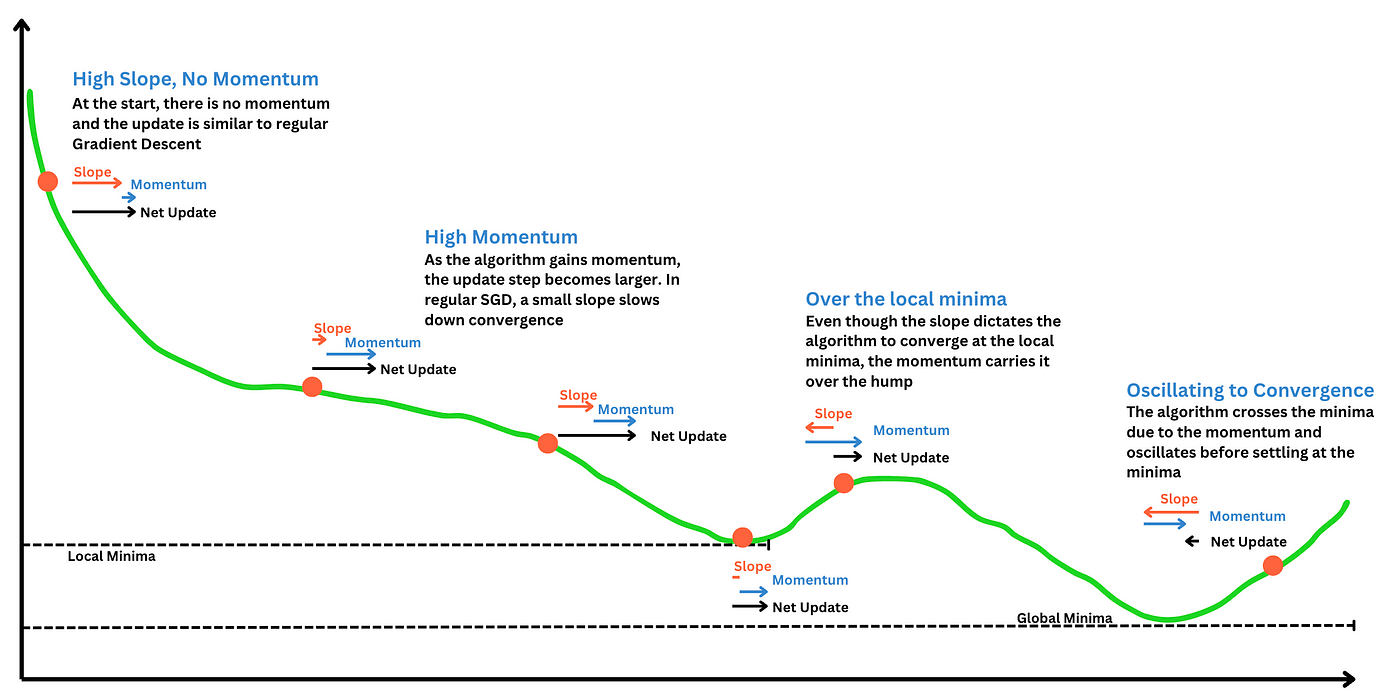 High Slope, No Momentum
At the start, there is no momentum
and the update is similar to regular
Gradient Descent
Slope
Momentum
Net Update
High Momentum
As the algorithm gains momentum,
the update step becomes larger. In
regular SGD, a small slope slows
down convergence
Slope
Momentum
Net Update
Slope
Momentum
Net Update
Over the local minima
Even though the slope dictates the
algorithm to converge at the local
minima, the momentum carries it
over the hump
Slope
Momentum
Net Update
Oscillating to Convergence
The algorithm crosses the minima
due to the momentum and
oscillates before settling at the
minima
Slope
Momentum
Net Update
Local Minima
Slope
Momentum
Net Update
Global Minima